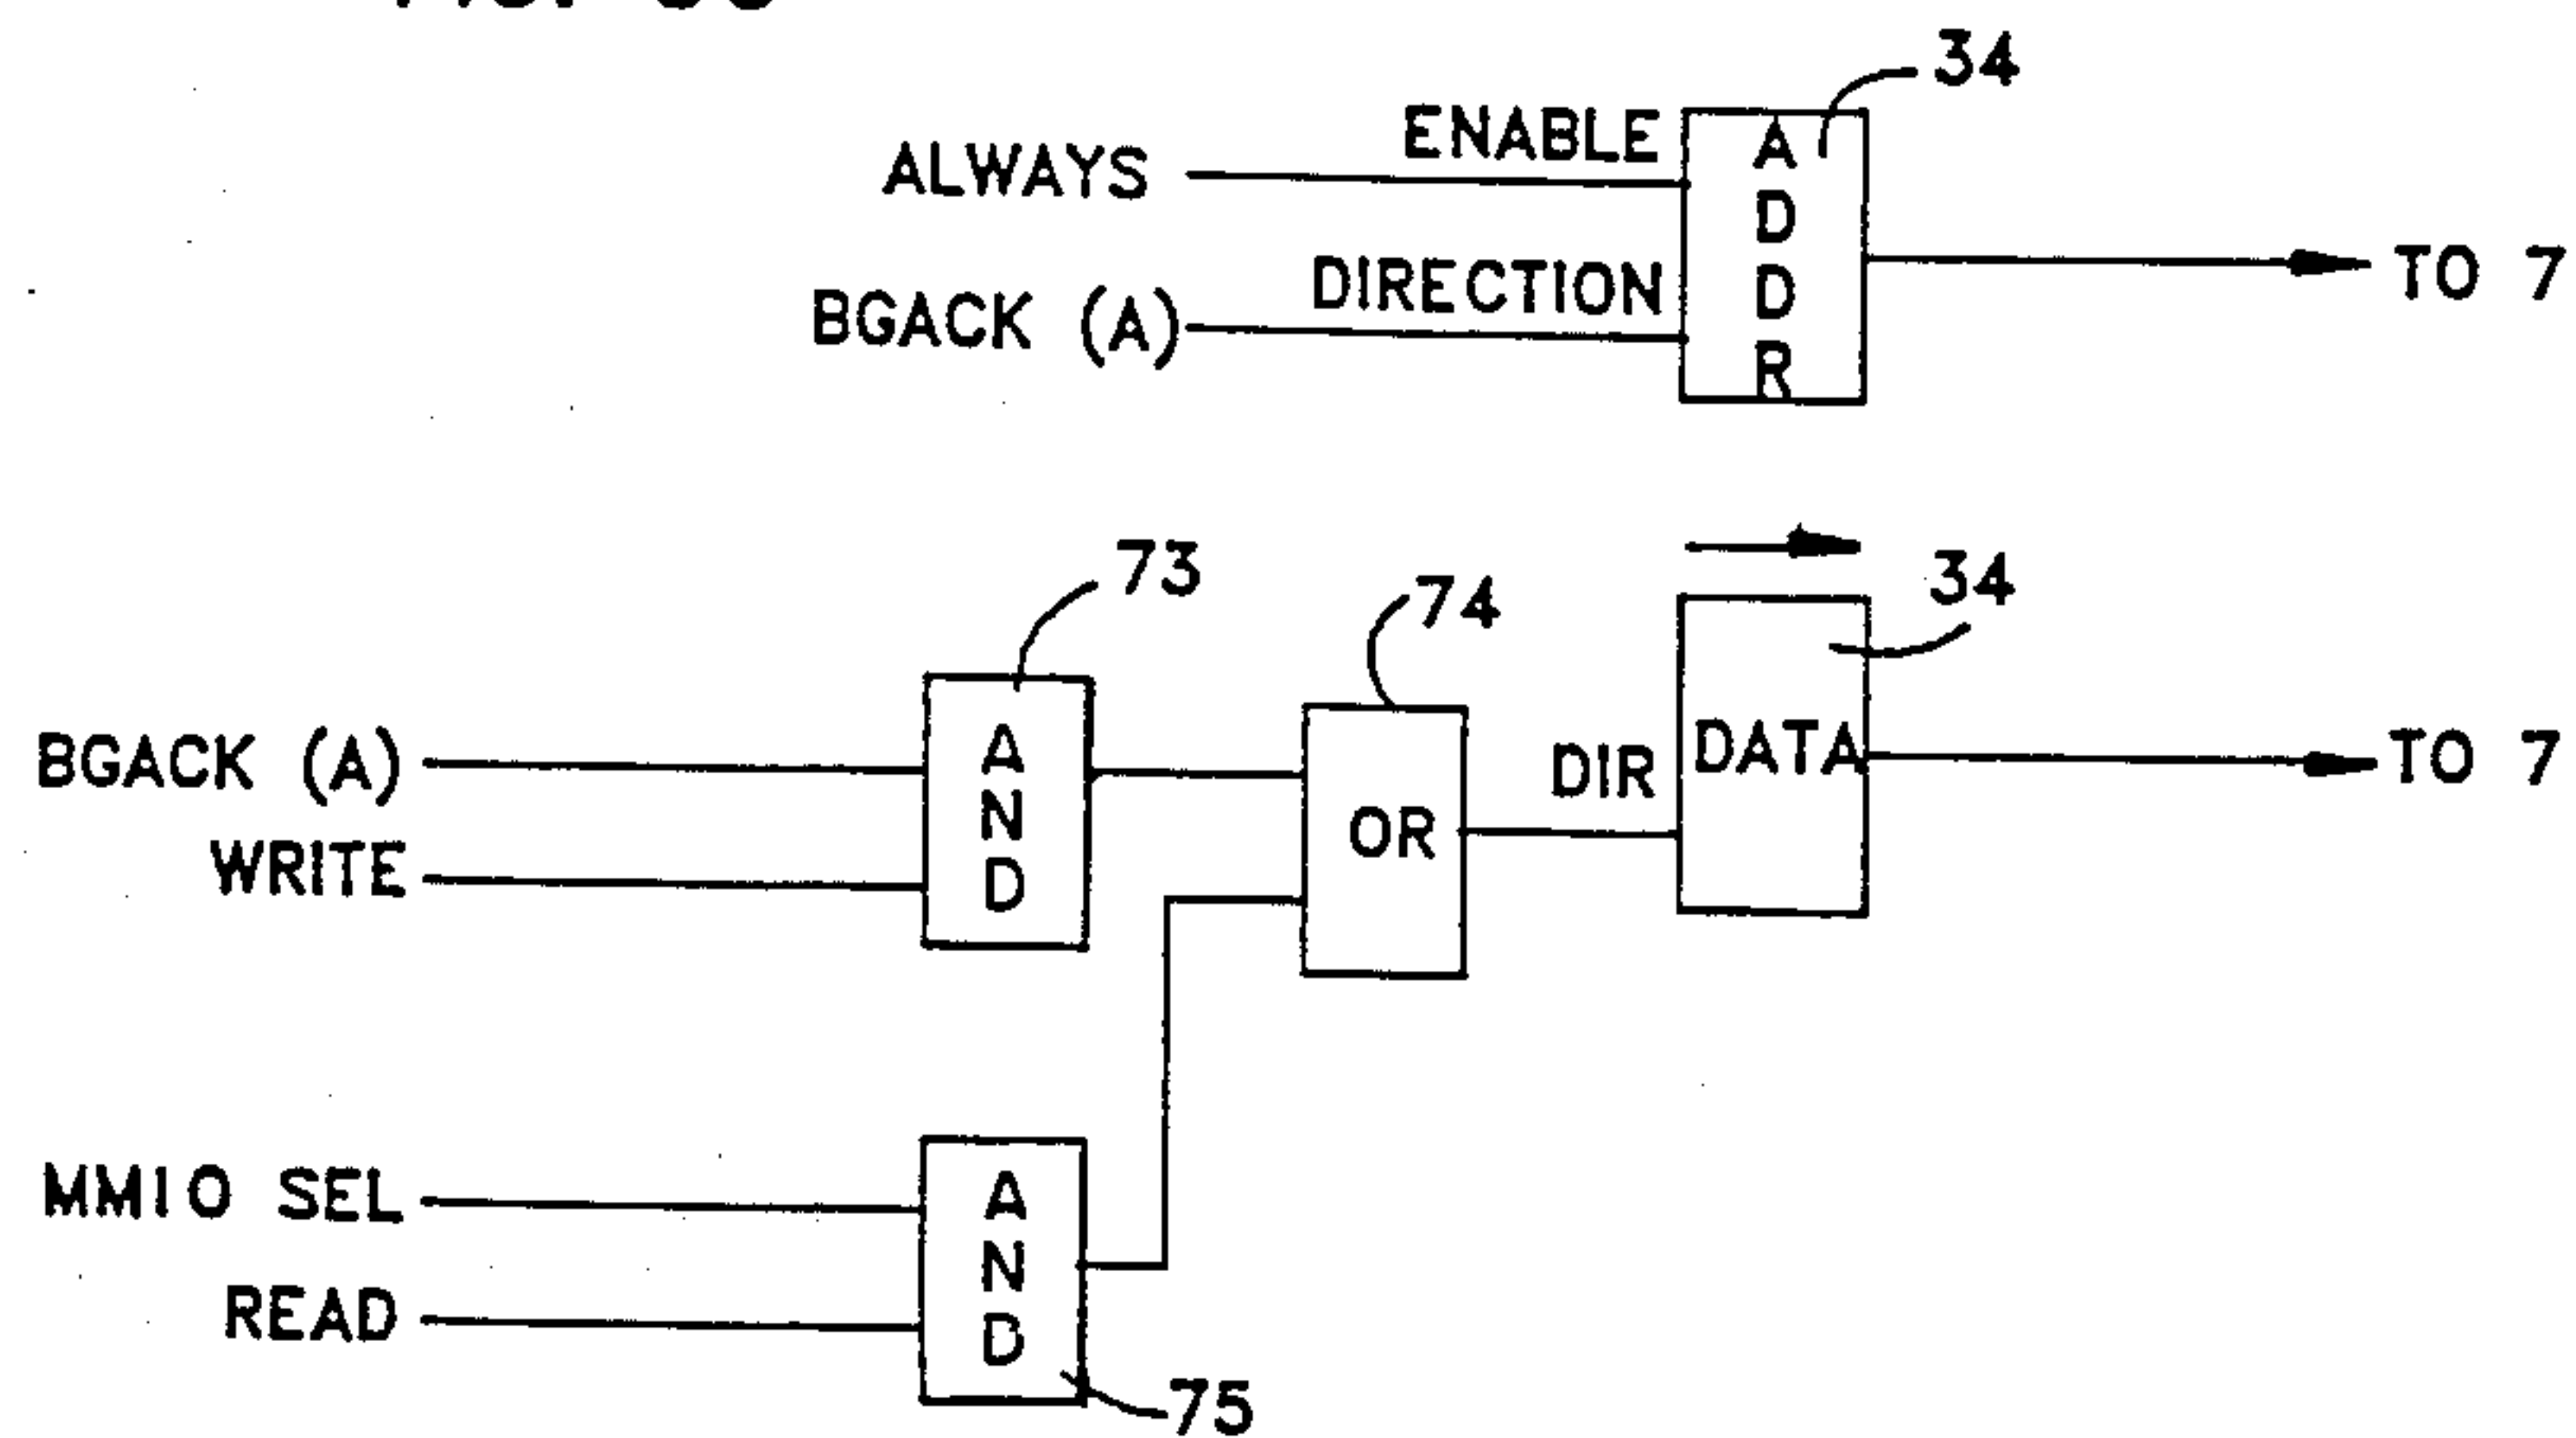 34
ENABLE
ALWAYS
ADDR
DIRECTION
BGACK (A)
TO 7
73
74
34
BGACK (A)
WRITE
AND
OR
DIR
DATA
TO 7
MMIO SEL
READ
AND
75